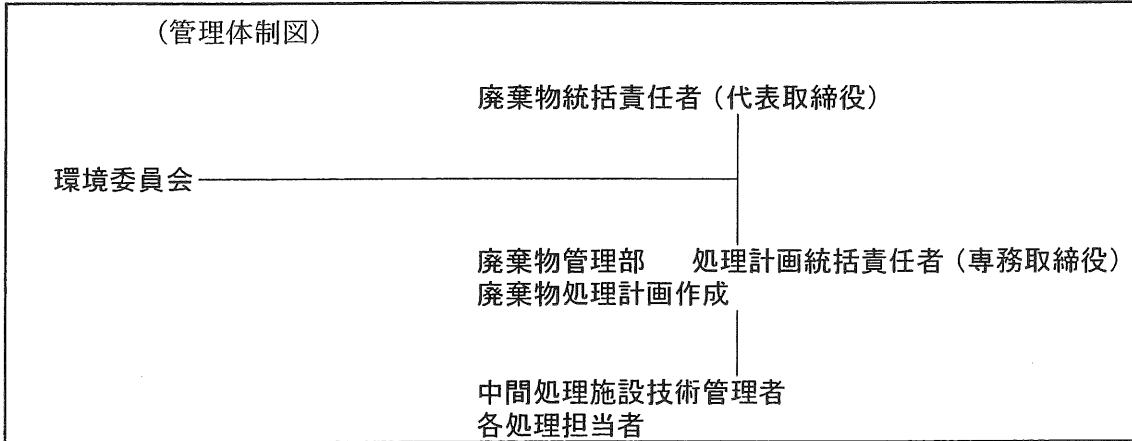 （管理体制図）
廃棄物統括責任者（代表取締役）
環境委員会
廃棄物管理部　処理計画統括責任者（専務取締役）
廃棄物処理計画作成
中間処理施設技術管理者
各処理担当者